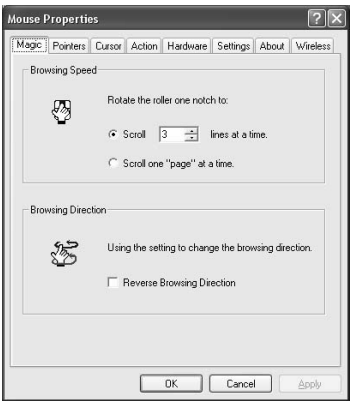 Mouse Properties
Magic Pointers Cursor Action Hardware Settings About Wireless
Browsing Speed
Rotate the roller one notch to:
Scroll 3 lines at a time.
Scroll one "page" at a time.
Browsing Direction
Using the setting to change the browsing direction.
Reverse Browsing Direction
OK Cancel Apply